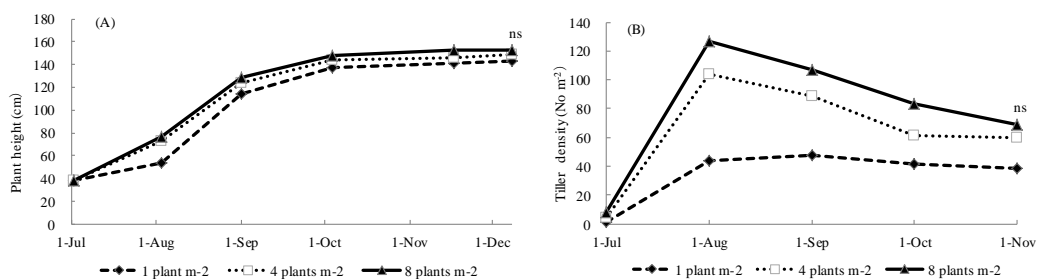 (A)
ns
Plant height (cm)
180
160
140
120
100
80
60
40
20
0
1-Jul 1-Aug 1-Sep 1-Oct 1-Nov 1-Dec
1 plant m-2 4 plants m-2 8 plants m-2
(B)
ns
Tiller density (No m-2)
140
120
100
80
60
40
20
0
1-Jul 1-Aug 1-Sep 1-Oct 1-Nov
1 plant m-2 4 plants m-2 8 plants m-2